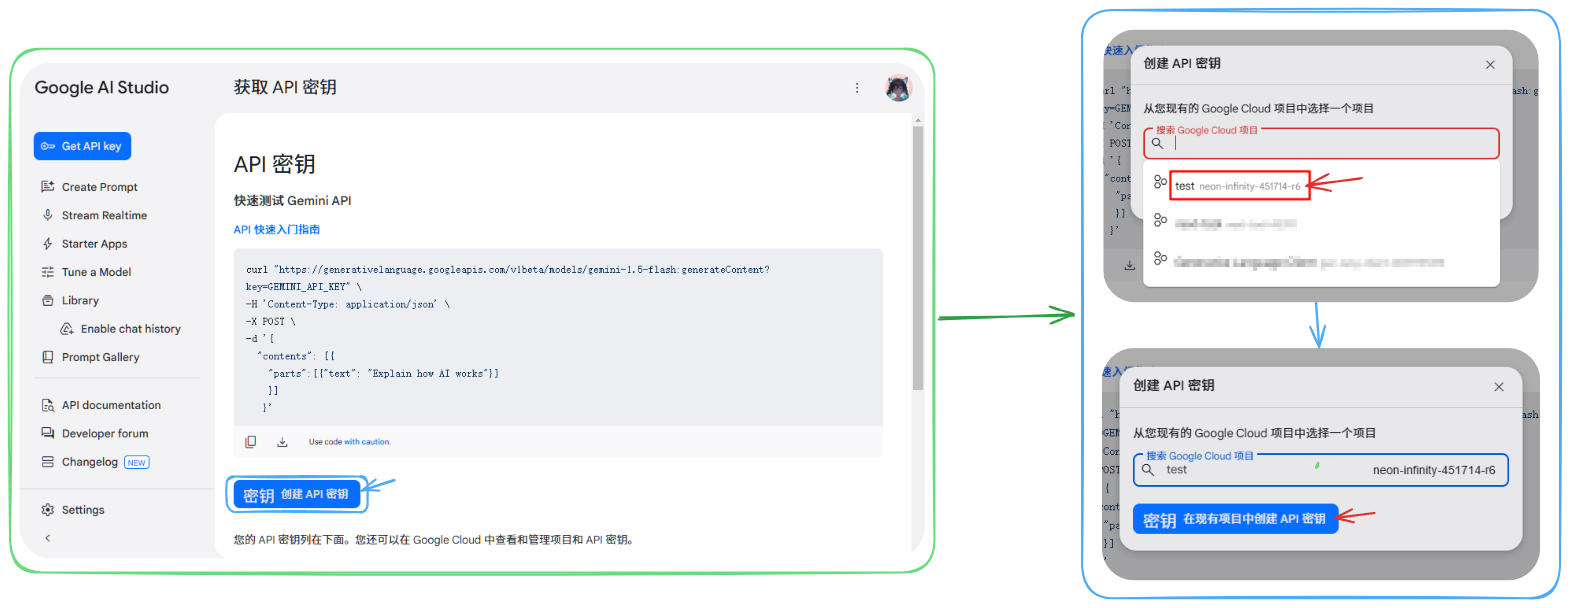 Google AI Studio
获取 API 密钥
Get API key
Create Prompt
Stream Realtime
Starter Apps
Tune a Model
Library
Enable chat history
Prompt Gallery
API documentation
Developer forum
Changelog NEW
Settings
API 密钥
快速测试 Gemini API
API 快速入门指南
curl "https://generativelanguage.googleapis.com/v1beta/models/gemini-1.5-flash:generateContent?
key=GEMINI_API_KEY" \
-H 'Content-Type: application/json' \
-X POST \
-d '{
"contents": [{
"parts":[{"text": "Explain how AI works"}]
}]
}'
Use code with caution.
密钥 创建 API 密钥
您的 API 密钥列在下面。您还可以在 Google Cloud 中查看和管理项目和 API 密钥。
快速入
创建 API 密钥
从您现有的 Google Cloud 项目中选择一个项目
搜索 Google Cloud 项目
test neon-infinity-451714-r6
POST
}]
}'
速入
创建 API 密钥
从您现有的 Google Cloud 项目中选择一个项目
搜索 Google Cloud 项目
test neon-infinity-451714-r6
密钥 在现有项目中创建 API 密钥